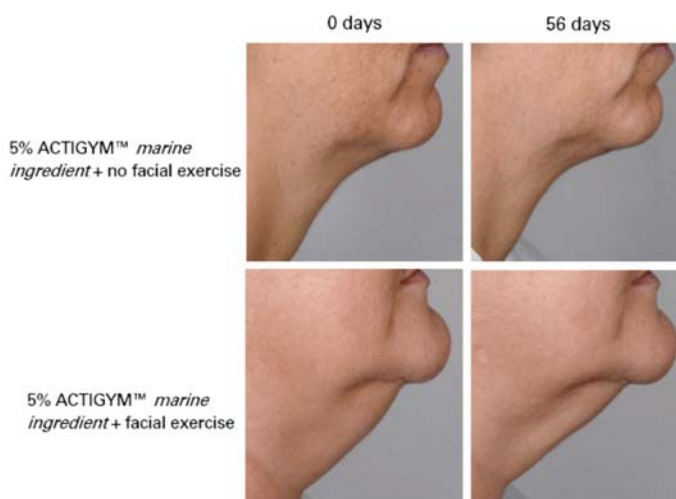 0 days 56 days
5% ACTIGYM™ marine
ingredient + no facial exercise
5% ACTIGYM™ marine
ingredient + facial exercise